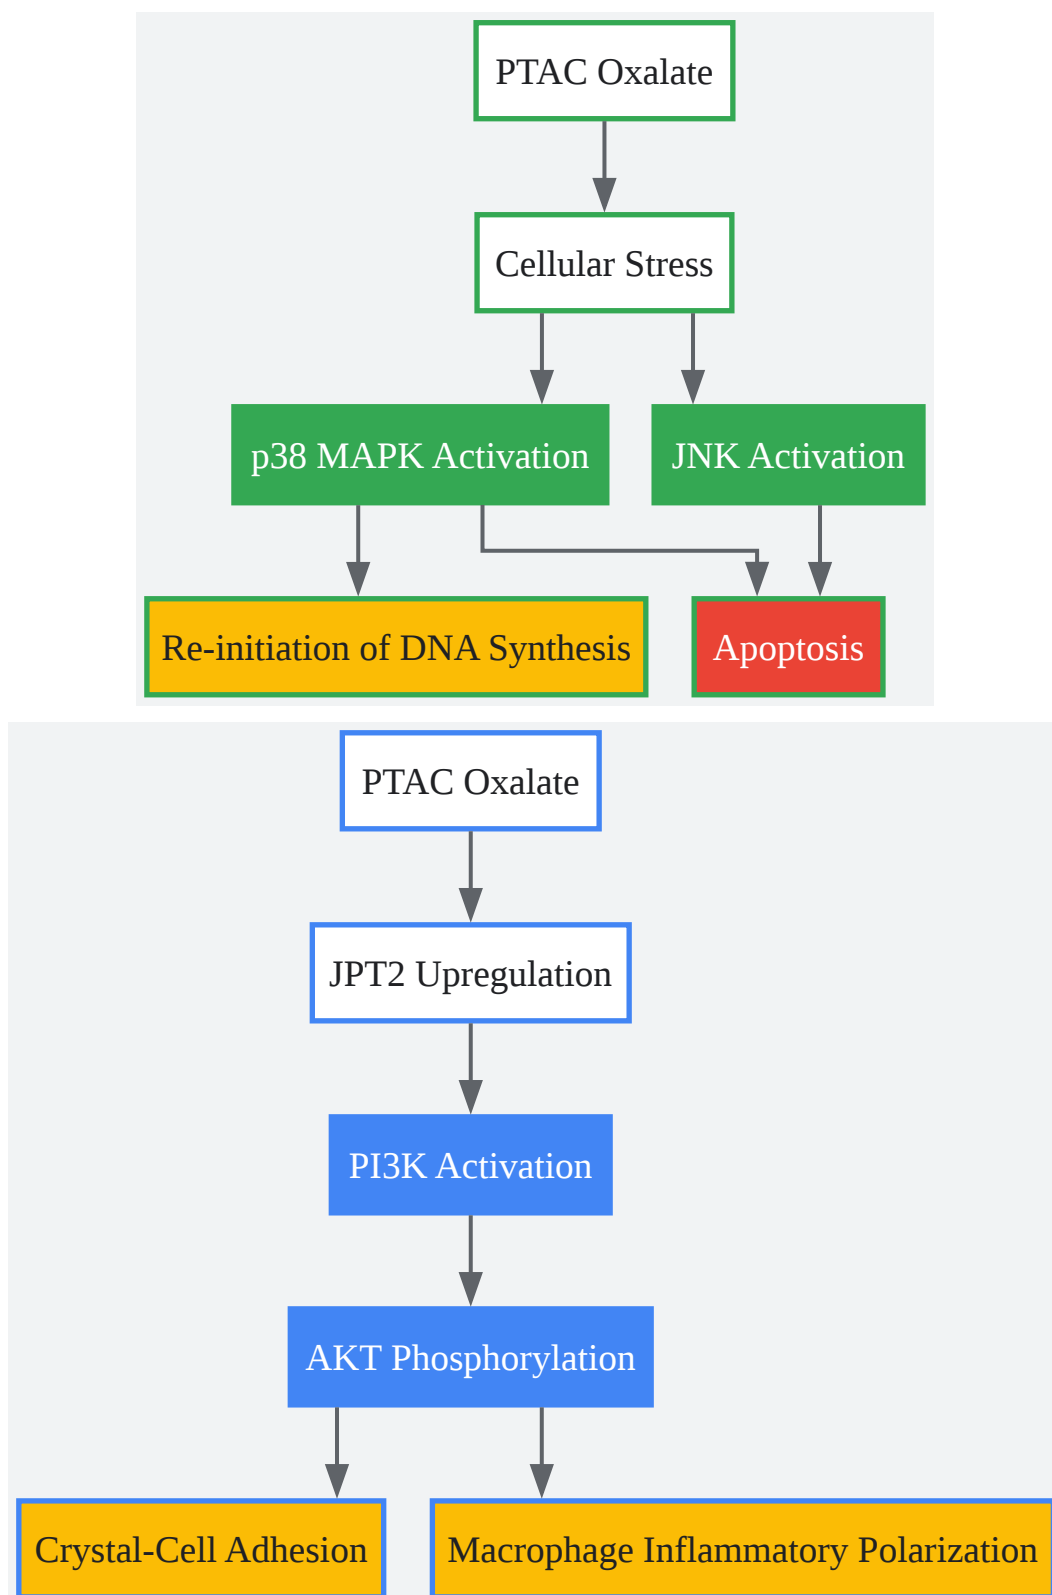 PTAC Oxalate
Cellular Stress
p38 MAPK Activation
JNK Activation
Re-initiation of DNA Synthesis
Apoptosis
PTAC Oxalate
JPT2 Upregulation
PI3K Activation
AKT Phosphorylation
Crystal-Cell Adhesion
Macrophage Inflammatory Polarization